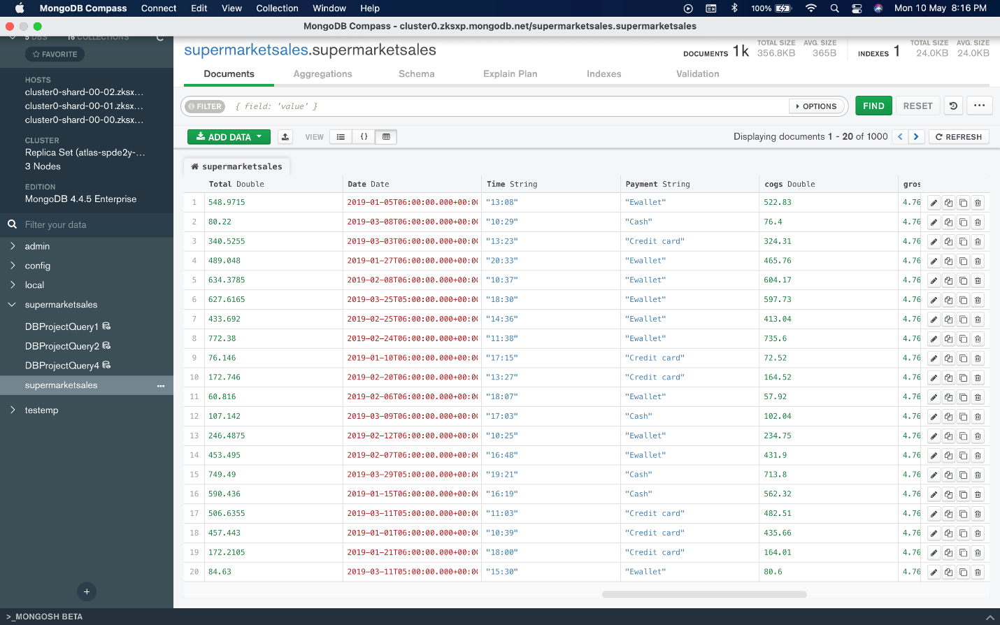 MongoDB Compass Connect Edit View Collection Window Help 100% Mon 10 May 8:16 PM
MongoDB Compass - cluster0.zksxp.mongodb.net/supermarketsales.supermarketsales
5 DBS 16 COLLECTIONS
FAVORITE
HOSTS
cluster0-shard-00-02.zksx...
cluster0-shard-00-01.zksx...
cluster0-shard-00-00.zksx...
CLUSTER
Replica Set (atlas-spde2y-...
3 Nodes
EDITION
MongoDB 4.4.5 Enterprise
Filter your data
admin
config
local
supermarketsales
DBProjectQuery1
DBProjectQuery2
DBProjectQuery4
supermarketsales ...
testemp
+
>_MONGOSH BETA
supermarketsales.supermarketsales
DOCUMENTS 1k TOTAL SIZE 356.8KB AVG. SIZE 365B INDEXES 1 TOTAL SIZE 24.0KB AVG. SIZE 24.0KB
Documents Aggregations Schema Explain Plan Indexes Validation
FILTER { field: 'value' } OPTIONS FIND RESET ...
ADD DATA VIEW {} Displaying documents 1 - 20 of 1000 < > REFRESH
supermarketsales
Total Double Date Date Time String Payment String cogs Double gros
1 548.9715 2019-01-05T06:00:00.000+00:00 "13:08" "Ewallet" 522.83 4.76
2 80.22 2019-03-08T06:00:00.000+00:00 "10:29" "Cash" 76.4 4.76
3 340.5255 2019-03-03T06:00:00.000+00:00 "13:23" "Credit card" 324.31 4.76
4 489.048 2019-01-27T06:00:00.000+00:00 "20:33" "Ewallet" 465.76 4.76
5 634.3785 2019-02-08T06:00:00.000+00:00 "10:37" "Ewallet" 604.17 4.76
6 627.6165 2019-03-25T05:00:00.000+00:00 "18:30" "Ewallet" 597.73 4.76
7 433.692 2019-02-25T06:00:00.000+00:00 "14:36" "Ewallet" 413.04 4.76
8 772.38 2019-02-24T06:00:00.000+00:00 "11:38" "Ewallet" 735.6 4.76
9 76.146 2019-01-10T06:00:00.000+00:00 "17:15" "Credit card" 72.52 4.76
10 172.746 2019-02-20T06:00:00.000+00:00 "13:27" "Credit card" 164.52 4.76
11 60.816 2019-02-06T06:00:00.000+00:00 "18:07" "Ewallet" 57.92 4.76
12 107.142 2019-03-09T06:00:00.000+00:00 "17:03" "Cash" 102.04 4.76
13 246.4875 2019-02-12T06:00:00.000+00:00 "10:25" "Ewallet" 234.75 4.76
14 453.495 2019-02-07T06:00:00.000+00:00 "16:48" "Ewallet" 431.9 4.76
15 749.49 2019-03-29T05:00:00.000+00:00 "19:21" "Cash" 713.8 4.76
16 590.436 2019-01-15T06:00:00.000+00:00 "16:19" "Cash" 562.32 4.76
17 506.6355 2019-03-11T05:00:00.000+00:00 "11:03" "Credit card" 482.51 4.76
18 457.443 2019-01-01T06:00:00.000+00:00 "10:39" "Credit card" 435.66 4.76
19 172.2105 2019-01-21T06:00:00.000+00:00 "18:00" "Credit card" 164.01 4.76
20 84.63 2019-03-11T05:00:00.000+00:00 "15:30" "Ewallet" 80.6 4.76